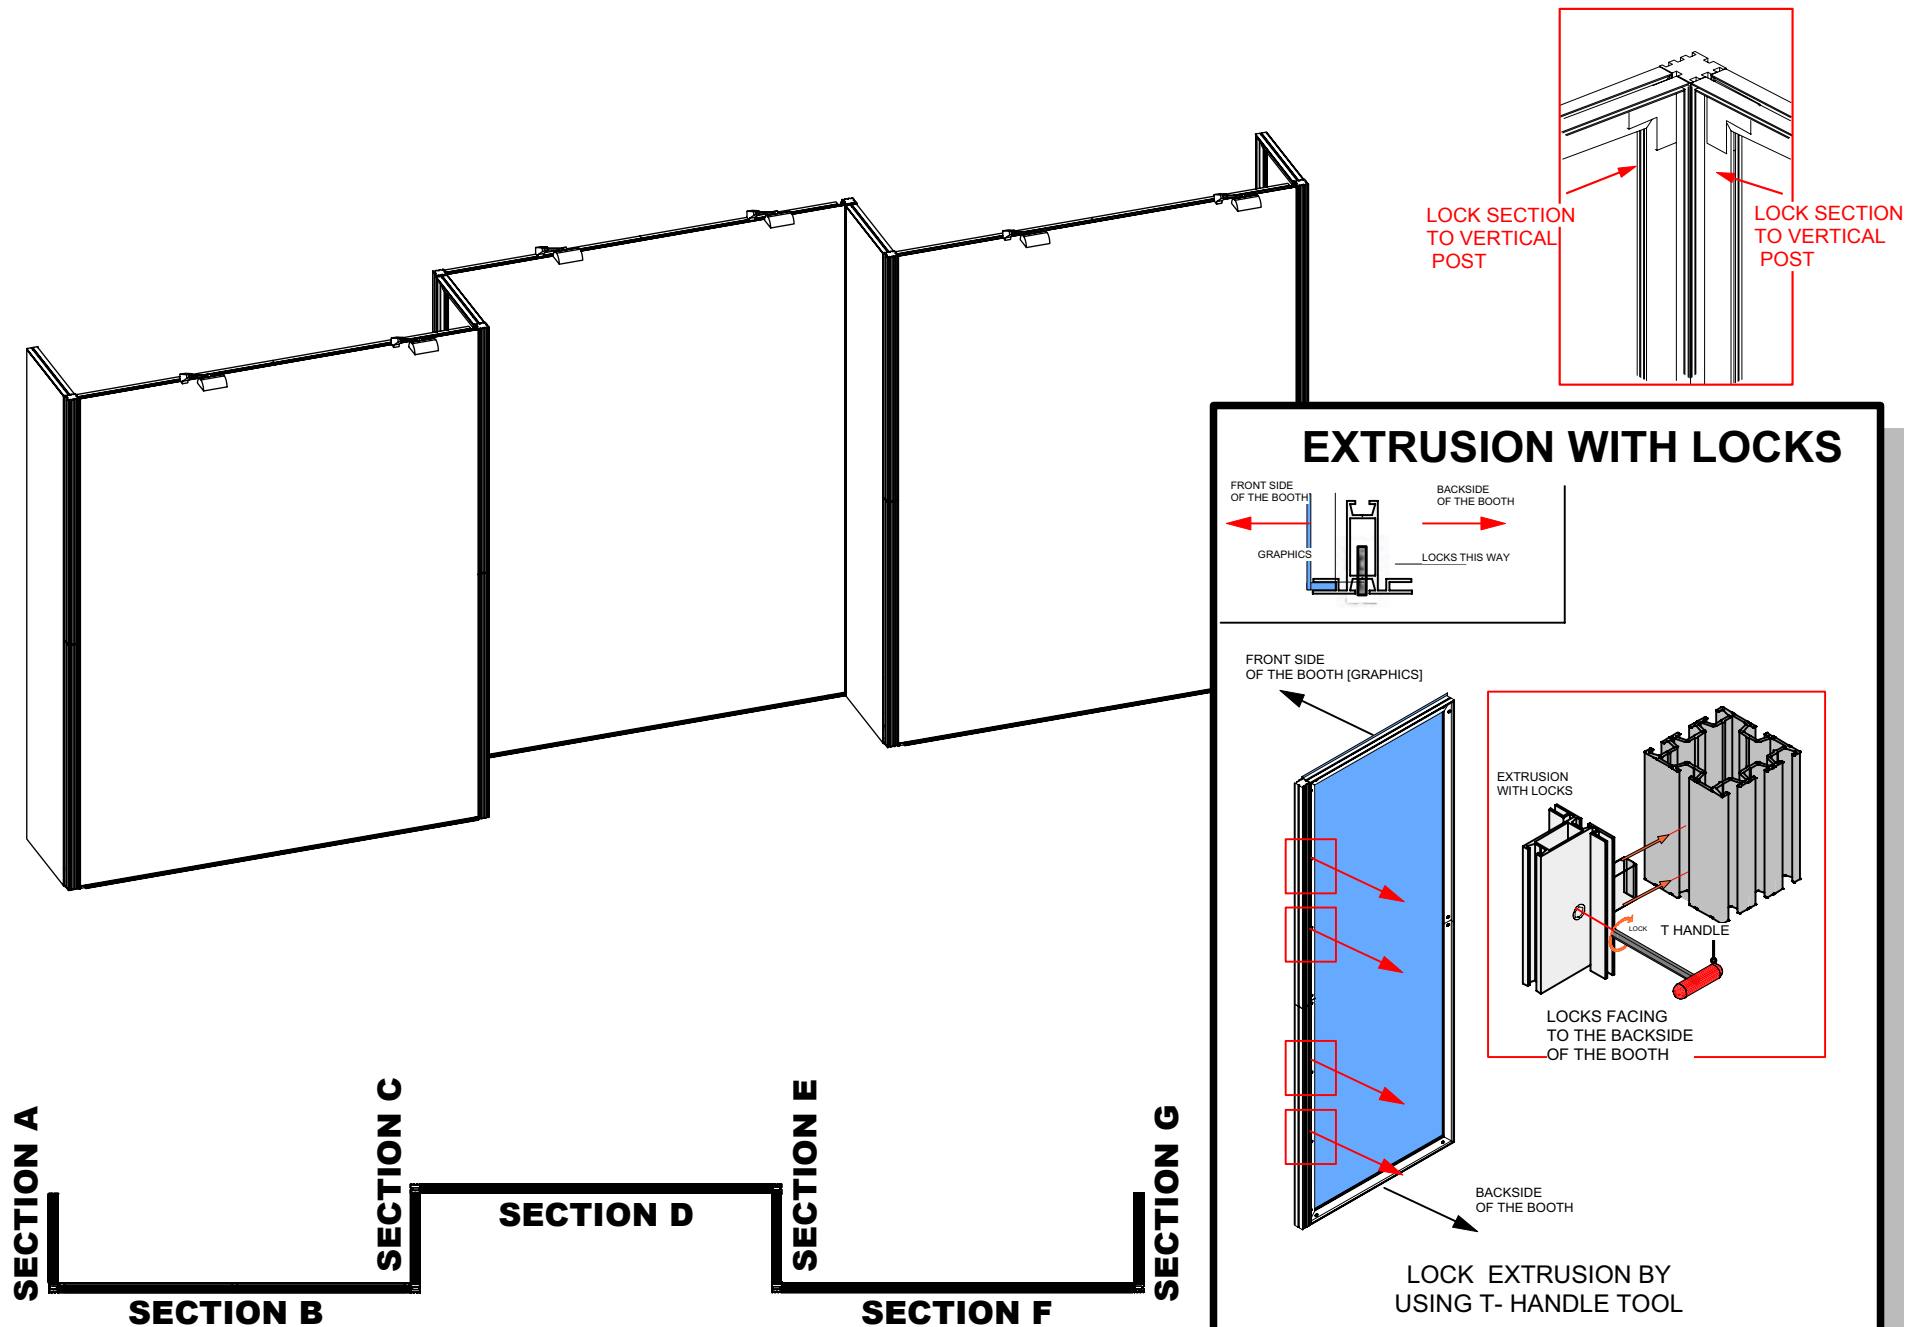 LOCK SECTION
TO VERTICAL
POST
LOCK SECTION
TO VERTICAL
POST
EXTRUSION WITH LOCKS
FRONT SIDE
OF THE BOOTH
BACKSIDE
OF THE BOOTH
GRAPHICS
LOCKS THIS WAY
FRONT SIDE
OF THE BOOTH [GRAPHICS]
EXTRUSION
WITH LOCKS
LOCK
T HANDLE
LOCKS FACING
TO THE BACKSIDE
OF THE BOOTH
BACKSIDE
OF THE BOOTH
LOCK EXTRUSION BY
USING T- HANDLE TOOL
SECTION A
SECTION B
SECTION C
SECTION D
SECTION E
SECTION F
SECTION G